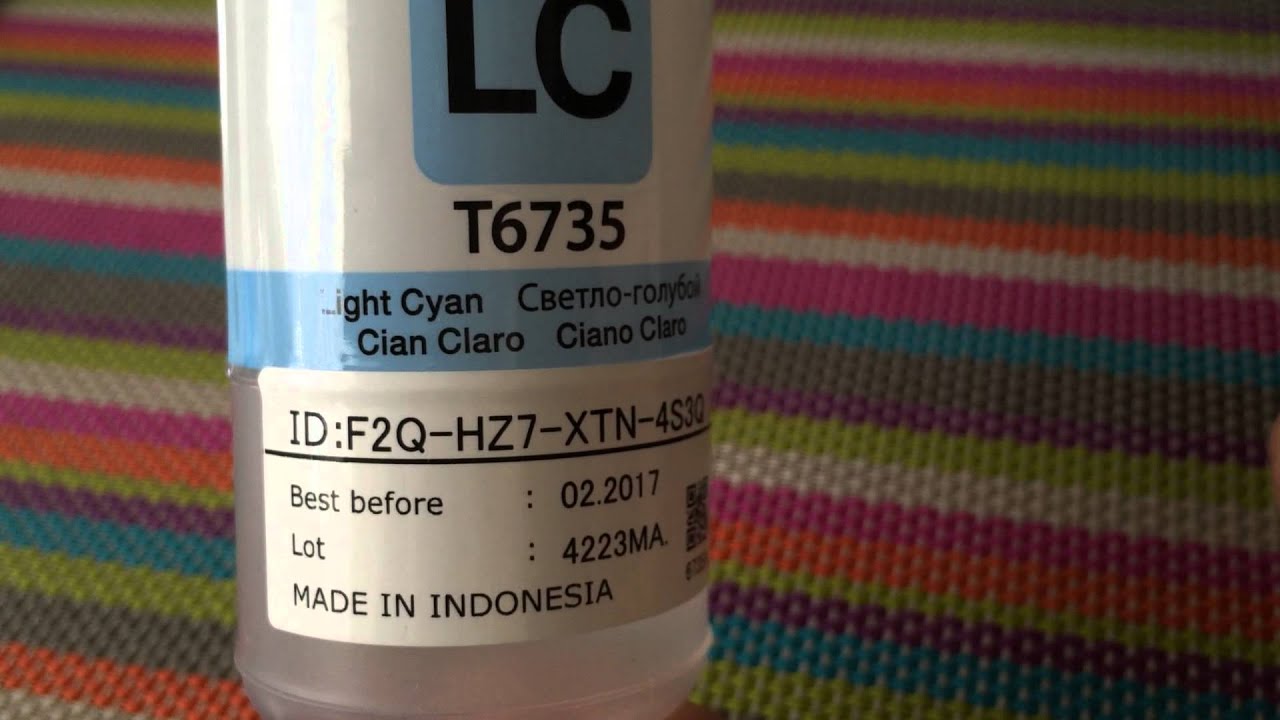 LC
T6735
Light Cyan Светло-голубой
Cian Claro Ciano Claro
ID:F2Q-HZ7-XTN-4S3Q
Best before : 02.2017
Lot : 4223MA.
MADE IN INDONESIA